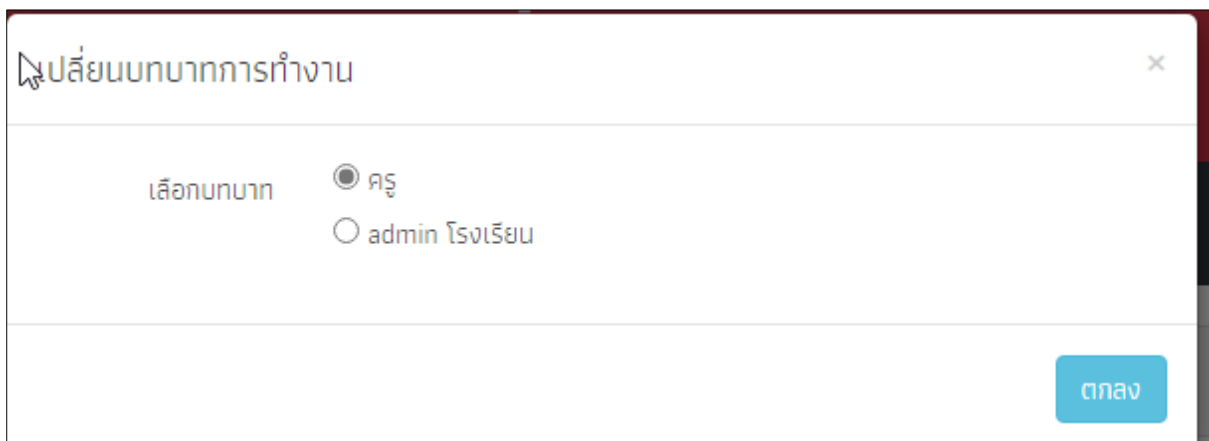 เปลี่ยนบทบาทการทำงาน ×
เลือกบทบาท ครู
admin โรงเรียน
ตกลง